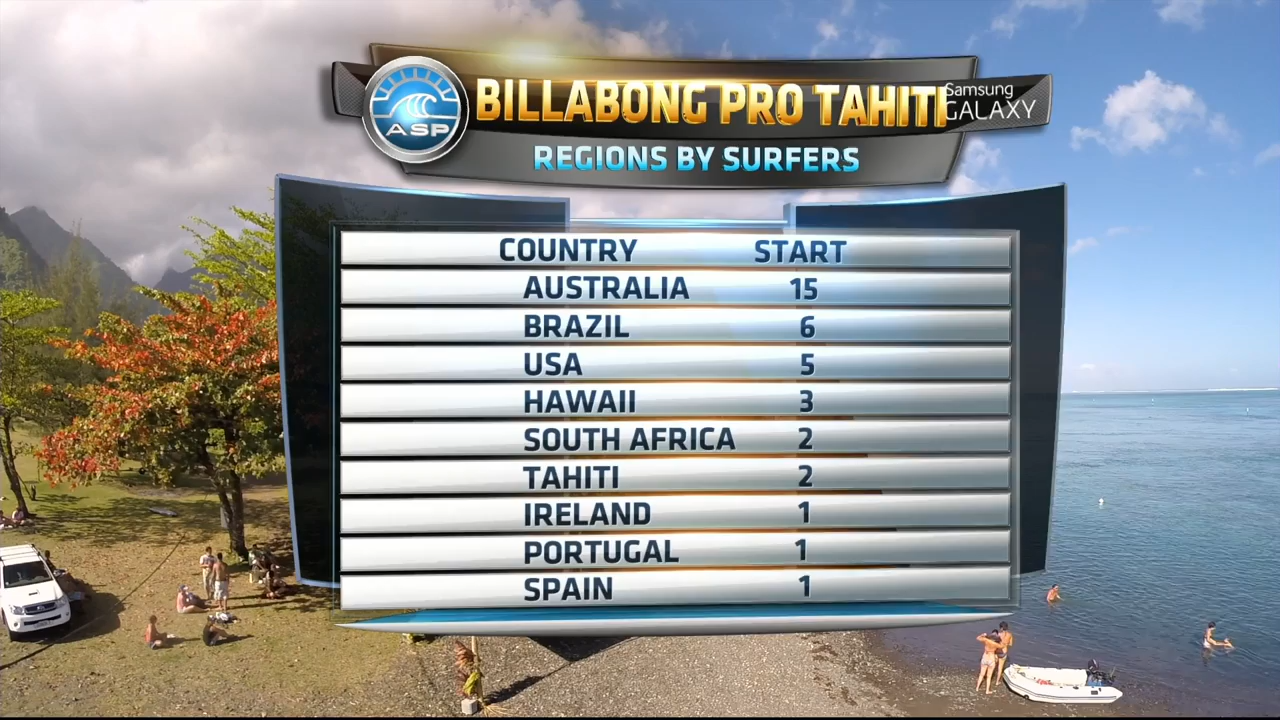 ASP
BILLABONG PRO TAHITI
Samsung
GALAXY
REGIONS BY SURFERS
COUNTRY START
AUSTRALIA 15
BRAZIL 6
USA 5
HAWAII 3
SOUTH AFRICA 2
TAHITI 2
IRELAND 1
PORTUGAL 1
SPAIN 1